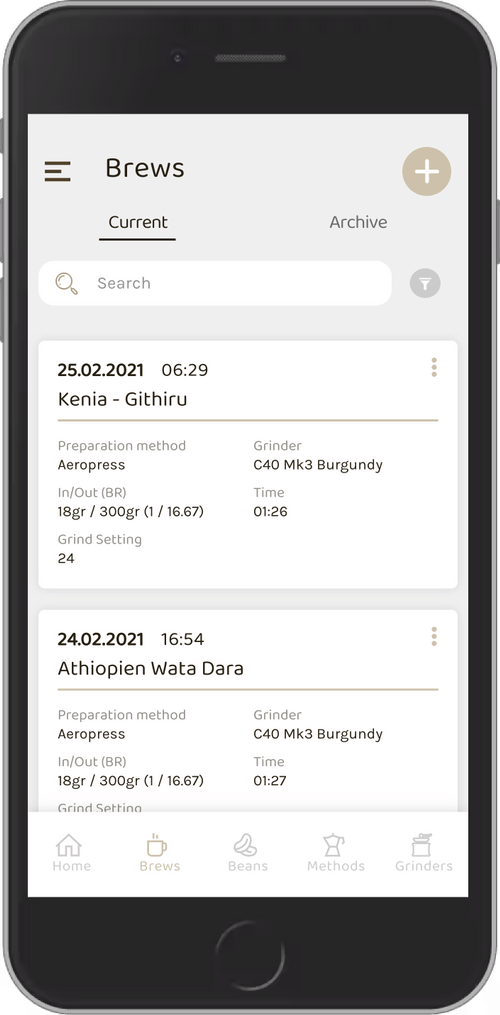 Brews
Current Archive
Search
25.02.2021 06:29
Kenia - Githiru
Preparation method Grinder
Aeropress C40 Mk3 Burgundy
In/Out (BR) Time
18gr / 300gr (1 / 16.67) 01:26
Grind Setting
24
24.02.2021 16:54
Athiopien Wata Dara
Preparation method Grinder
Aeropress C40 Mk3 Burgundy
In/Out (BR) Time
18gr / 300gr (1 / 16.67) 01:27
Grind Setting
Home Brews Beans Methods Grinders